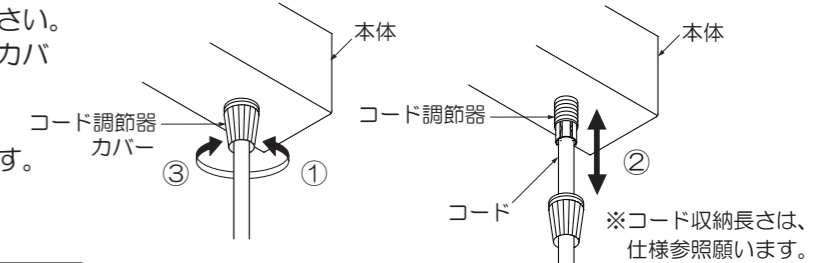 さい。
カバ
す。
本体
コード調節器
カバー
③
①
本体
コード調節器
②
コード
※コード収納長さは、
仕様参照願います。